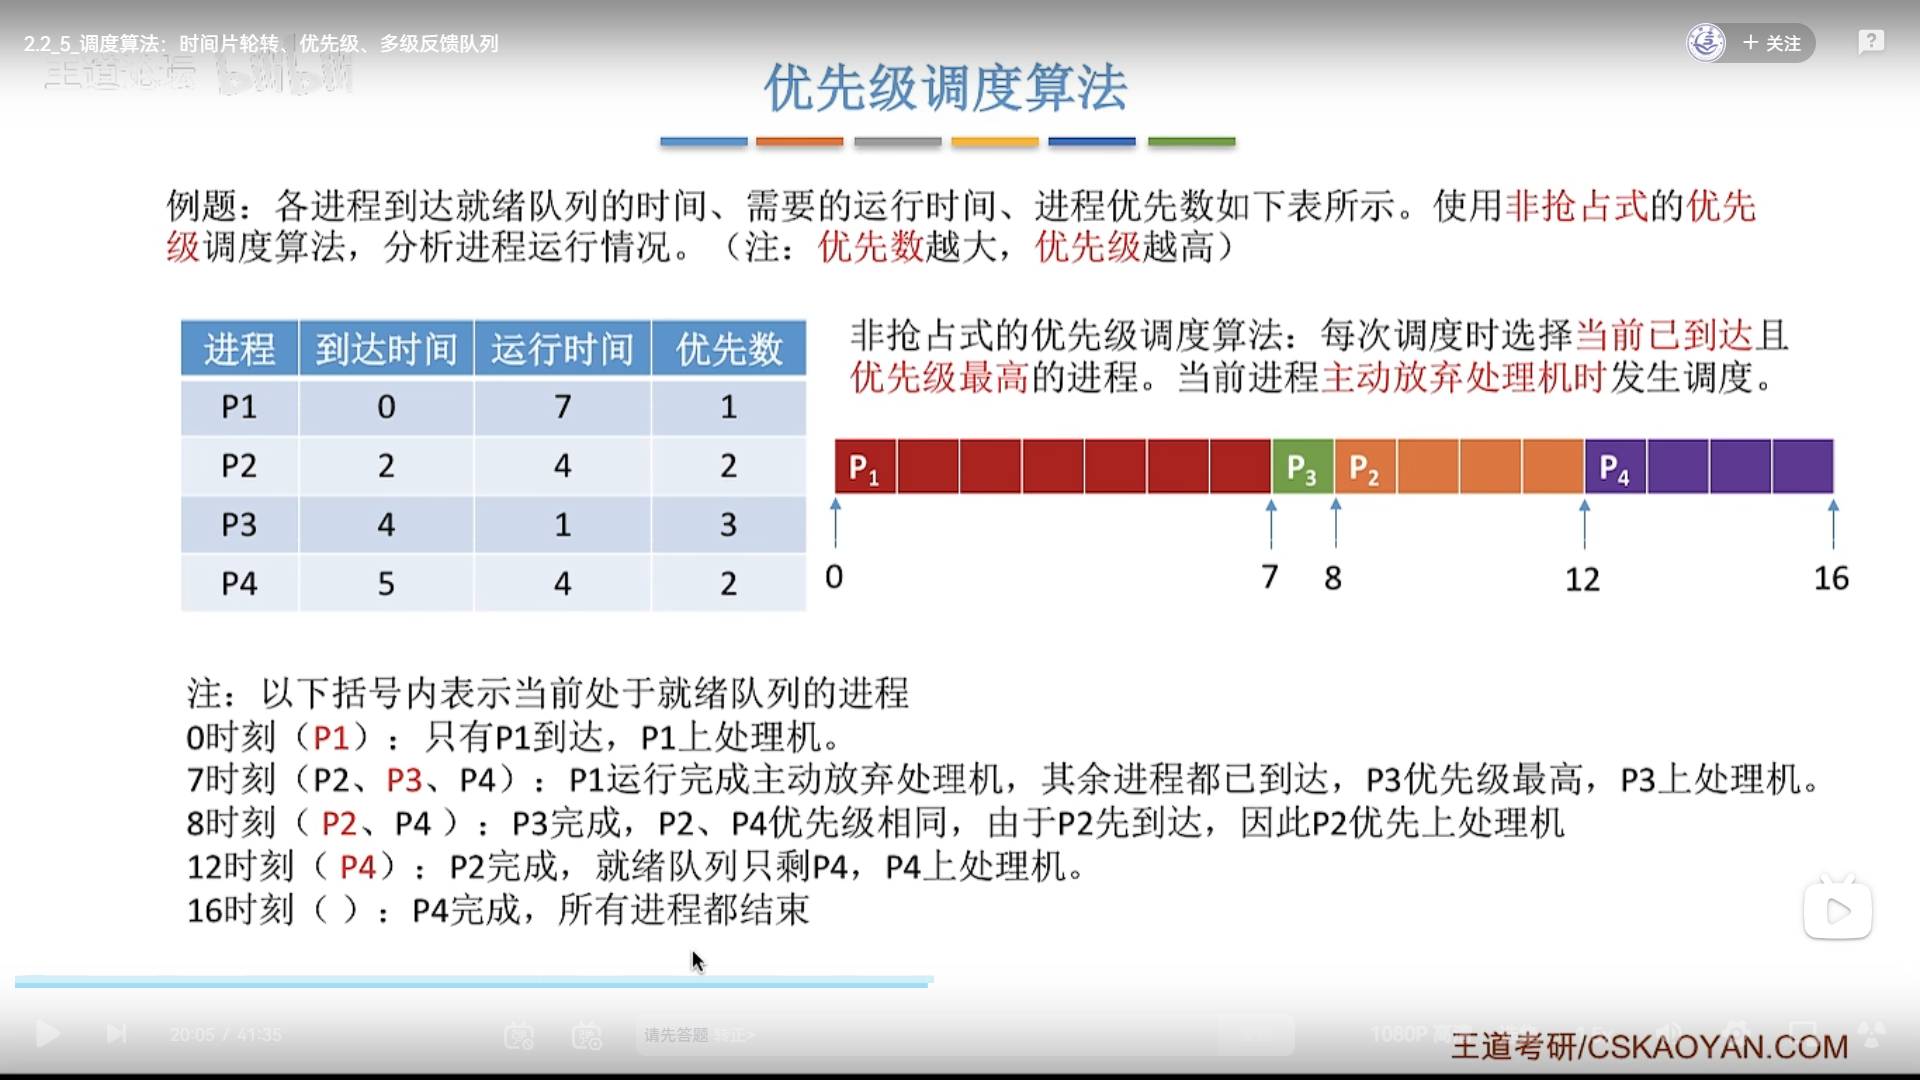 2.2_5_调度算法：时间片轮转、优先级、多级反馈队列
+ 关注
王道论坛 bilibili
优先级调度算法
例题：各进程到达就绪队列的时间、需要的运行时间、进程优先数如下表所示。使用非抢占式的优先
级调度算法，分析进程运行情况。（注：优先数越大，优先级越高）
进程 到达时间 运行时间 优先数
P1 0 7 1
P2 2 4 2
P3 4 1 3
P4 5 4 2
非抢占式的优先级调度算法：每次调度时选择当前已到达且
优先级最高的进程。当前进程主动放弃处理机时发生调度。
P1 P3 P2 P4
0 7 8 12 16
注：以下括号内表示当前处于就绪队列的进程
0时刻（P1）：只有P1到达，P1上处理机。
7时刻（P2、P3、P4）：P1运行完成主动放弃处理机，其余进程都已到达，P3优先级最高，P3上处理机。
8时刻（P2、P4）：P3完成，P2、P4优先级相同，由于P2先到达，因此P2优先上处理机
12时刻（P4）：P2完成，就绪队列只剩P4，P4上处理机。
16时刻（ ）：P4完成，所有进程都结束
20:05 / 41:35
请先答题 转正>
1080P 高清
王道考研/CSKAOYAN.COM